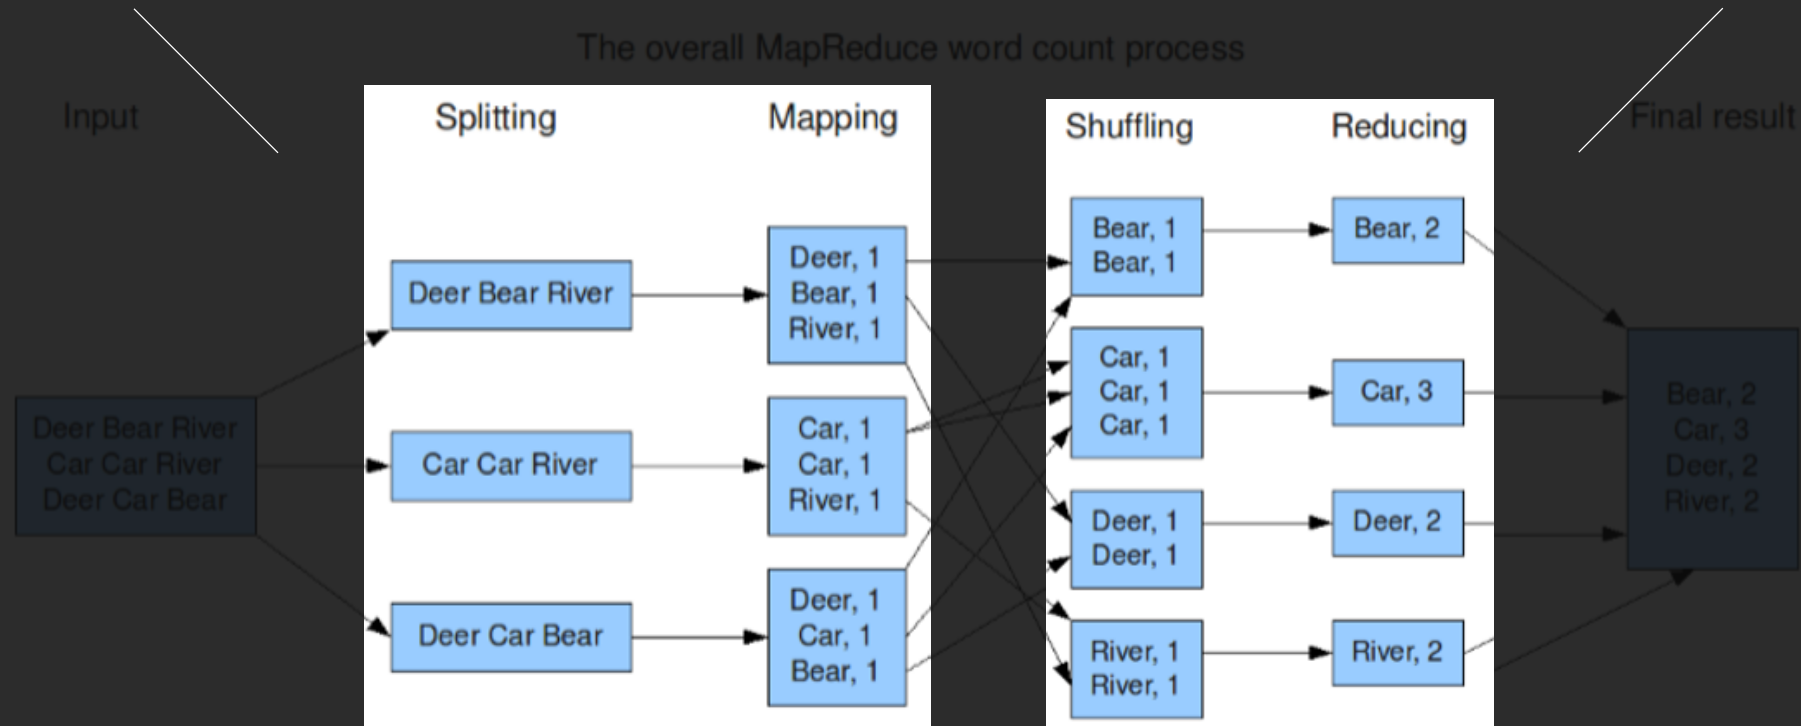 The overall MapReduce word count process
Input
Splitting
Mapping
Shuffling
Reducing
Final result
Deer Bear River
Car Car River
Deer Car Bear
Deer Bear River
Car Car River
Deer Car Bear
Deer, 1
Bear, 1
River, 1
Car, 1
Car, 1
River, 1
Deer, 1
Car, 1
Bear, 1
Bear, 1
Bear, 1
Car, 1
Car, 1
Car, 1
Deer, 1
Deer, 1
River, 1
River, 1
Bear, 2
Car, 3
Deer, 2
River, 2
Bear, 2
Car, 3
Deer, 2
River, 2